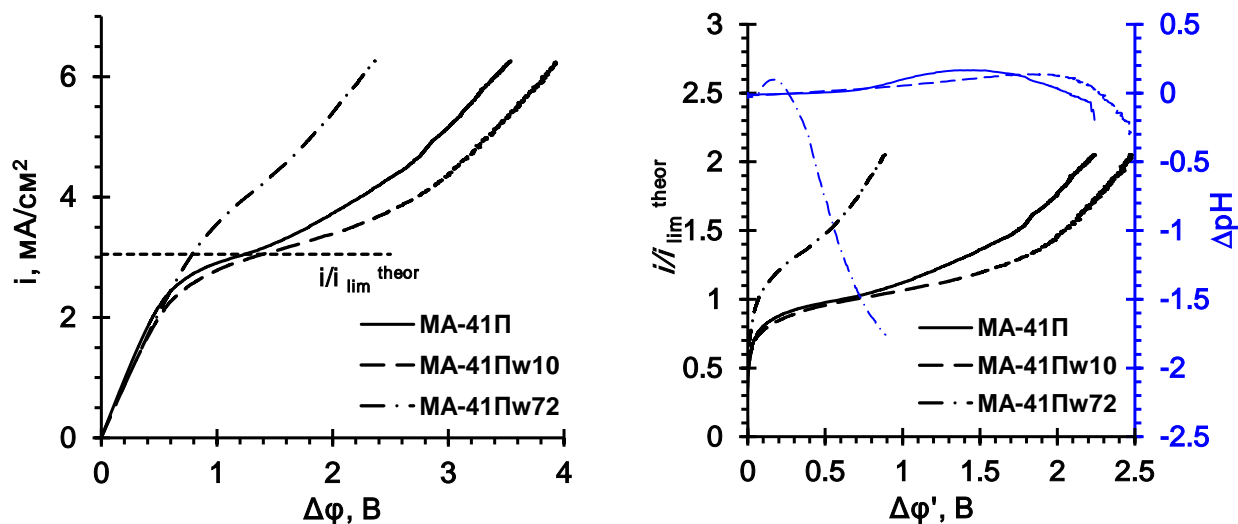 6
4
2
0
i, мА/см²
0 1 2 3 4
Δφ, В
i/i lim theor
МА-41П
МА-41Пw10
МА-41Пw72
3
2.5
2
1.5
1
0.5
0
i/i lim theor
0 0.5 1 1.5 2 2.5
Δφ', В
МА-41П
МА-41Пw10
МА-41Пw72
0.5
0
-0.5
-1
-1.5
-2
-2.5
ΔpH